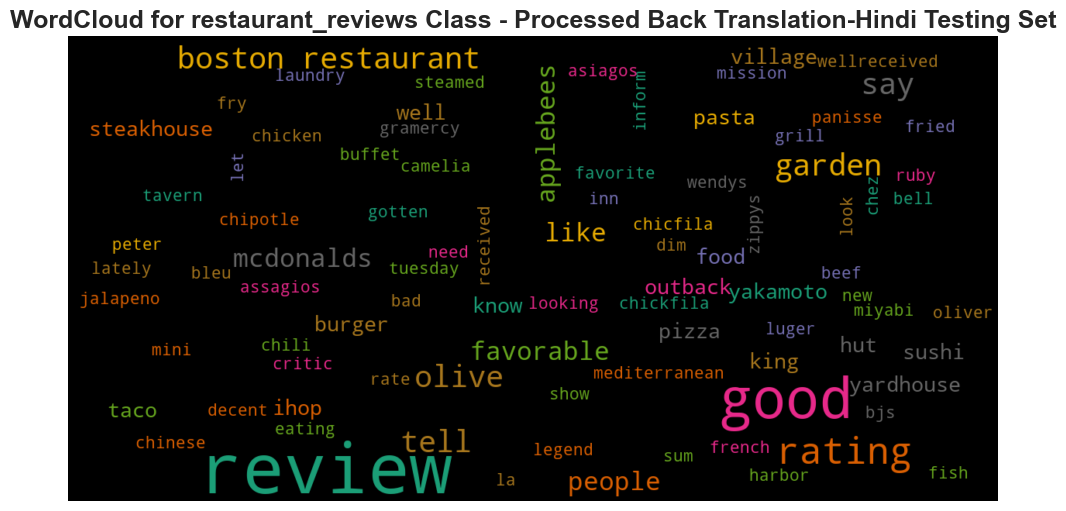 WordCloud for restaurant_reviews Class - Processed Back Translation-Hindi Testing Set
boston restaurant
laundry
steamed
asiagos
inform
village
wellreceived
mission
say
fry
well
applebees
steakhouse
gramercy
chicken
pasta
panisse
fried
grill
buffet
camelia
let
favorite
garden
wendys
ruby
chez
bell
tavern
inn
look
chipotle
gotten
received
like
chicfila
zippys
peter
dim
need
food
mcdonalds
lately
bleu
tuesday
beef
assagios
outback
yakamoto
new
jalapeno
bad
know
looking
chickfila
miyabi
oliver
burger
pizza
luger
hut
sushi
mini
chili
favorable
critic
king
rate
olive
mediterranean
show
good
yardhouse
taco
decent
ihop
bjs
eating
chinese
tell
legend
sum
french
rating
review
la
people
harbor
fish